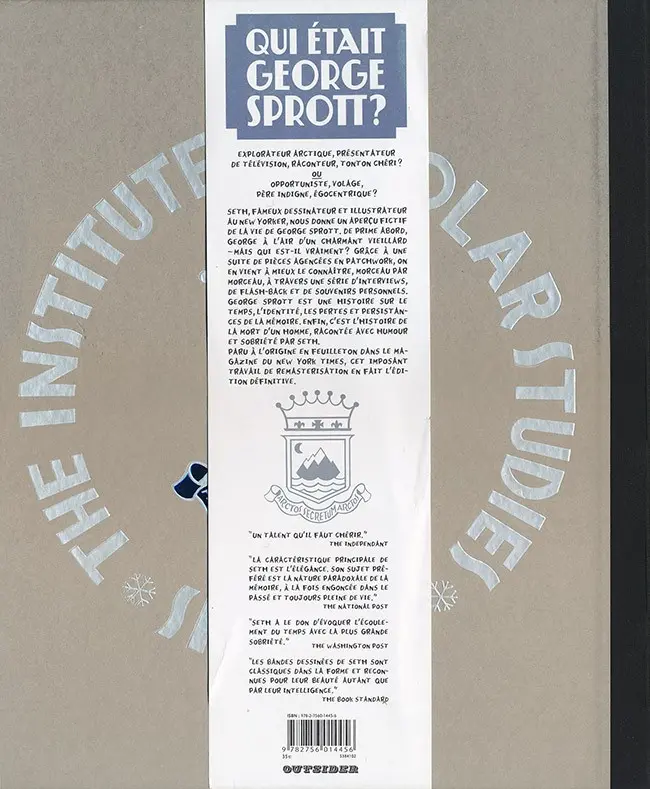 QUI ÉTAIT
GEORGE
SPROTT?
EXPLORATEUR ARCTIQUE, PRÉSENTATEUR
DE TÉLÉVISION, RACONTEUR, TONTON CHÉRI ?
OU
OPPORTUNISTE, VOLAGE,
PÈRE INDIGNE, ÉGOCENTRIQUE ?
SETH, FAMEUX DESSINATEUR ET ILLUSTRATEUR
AU NEW YORKER, NOUS DONNE UN APERÇU FICTIF
DE LA VIE DE GEORGE SPROTT. DE PRIME ABORD,
GEORGE À L'AIR D'UN CHARMANT VIEILLARD
—MAIS QUI EST-IL VRAIMENT? GRÂCE À UNE
SUITE DE PIÈCES AGENCÉES EN PATCHWORK, ON
EN VIENT À MIEUX LE CONNAÎTRE, MORCEAU PAR
MORCEAU, À TRAVERS UNE SÉRIE D'INTERVIEWS,
DE FLASH-BACK ET DE SOUVENIRS PERSONNELS.
GEORGE SPROTT EST UNE HISTOIRE SUR LE
TEMPS, L'IDENTITÉ, LES PERTES ET PERSISTAN-
CES DE LA MÉMOIRE. ENFIN, C'EST L'HISTOIRE DE
LA MORT D'UN HOMME, RACONTÉE AVEC HUMOUR
ET SOBRIÉTÉ PAR SETH.
PARU À L'ORIGINE EN FEUILLETON DANS LE MA-
GAZINE DU NEW YORK TIMES, CET IMPOSANT
TRAVAIL DE REMASTÉRISATION EN FAIT L'ÉDI-
TION DÉFINITIVE.
ARCTOS SECRETUM ARCTOS
"UN TALENT QU'IL FAUT CHÉRIR."
THE INDEPENDANT
"LA CARACTÉRISTIQUE PRINCIPALE DE
SETH EST L'ÉLÉGANCE. SON SUJET PRÉ-
FÉRÉ EST LA NATURE PARADOXALE DE LA
MÉMOIRE, À LA FOIS ENGONCÉE DANS LE
PASSÉ ET TOUJOURS PLEINE DE VIE."
THE NATIONAL POST
"SETH À LE DON D'ÉVOQUER L'ÉCOULE-
MENT DU TEMPS AVEC LA PLUS GRANDE
SOBRIÉTÉ."
THE WASHINGTON POST
"LES BANDES DESSINÉES DE SETH SONT
CLASSIQUES DANS LA FORME ET RECON-
NUES POUR LEUR BEAUTÉ AUTANT QUE
PAR LEUR INTELLIGENCE."
THE BOOK STANDARD
ISBN : 978-2-7560-1445-6
9 782756 014456
OUTSIDER
THE INSTITUTE
OLAR STUDIES